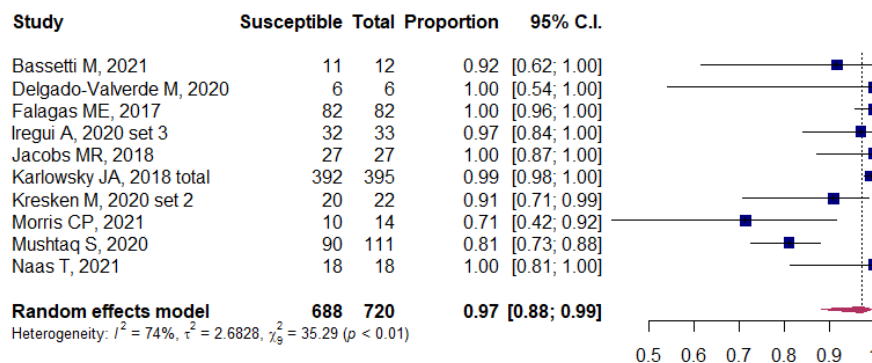 Study Susceptible Total Proportion 95% C.I.
Bassetti M, 2021 11 12 0.92 [0.62; 1.00]
Delgado-Valverde M, 2020 6 6 1.00 [0.54; 1.00]
Falagas ME, 2017 82 82 1.00 [0.96; 1.00]
Iregui A, 2020 set 3 32 33 0.97 [0.84; 1.00]
Jacobs MR, 2018 27 27 1.00 [0.87; 1.00]
Karlowsky JA, 2018 total 392 395 0.99 [0.98; 1.00]
Kresken M, 2020 set 2 20 22 0.91 [0.71; 0.99]
Morris CP, 2021 10 14 0.71 [0.42; 0.92]
Mushtaq S, 2020 90 111 0.81 [0.73; 0.88]
Naas T, 2021 18 18 1.00 [0.81; 1.00]
Random effects model 688 720 0.97 [0.88; 0.99]
Heterogeneity: I² = 74%, τ² = 2.6828, χ²₉ = 35.29 (p < 0.01)
0.5 0.6 0.7 0.8 0.9